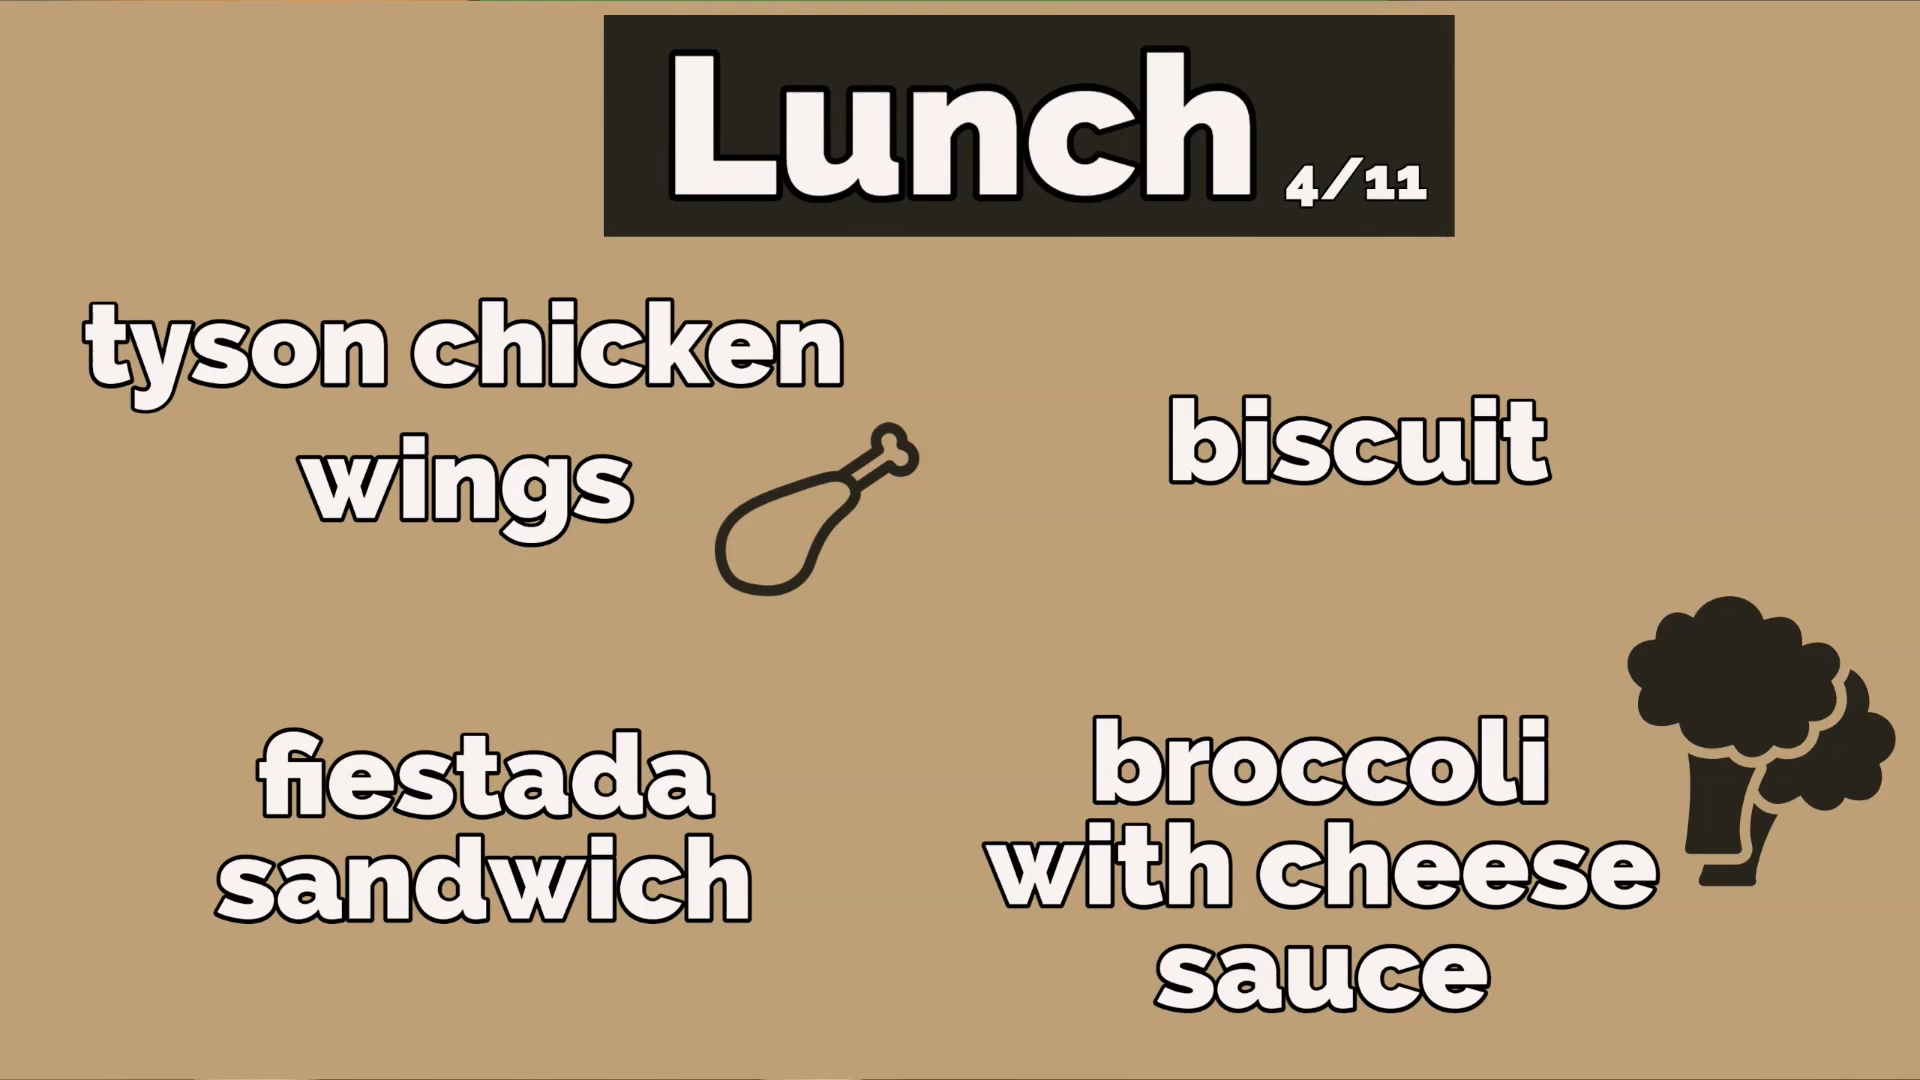 Lunch 4/11
tyson chicken
wings
biscuit
fiestada
sandwich
broccoli
with cheese
sauce